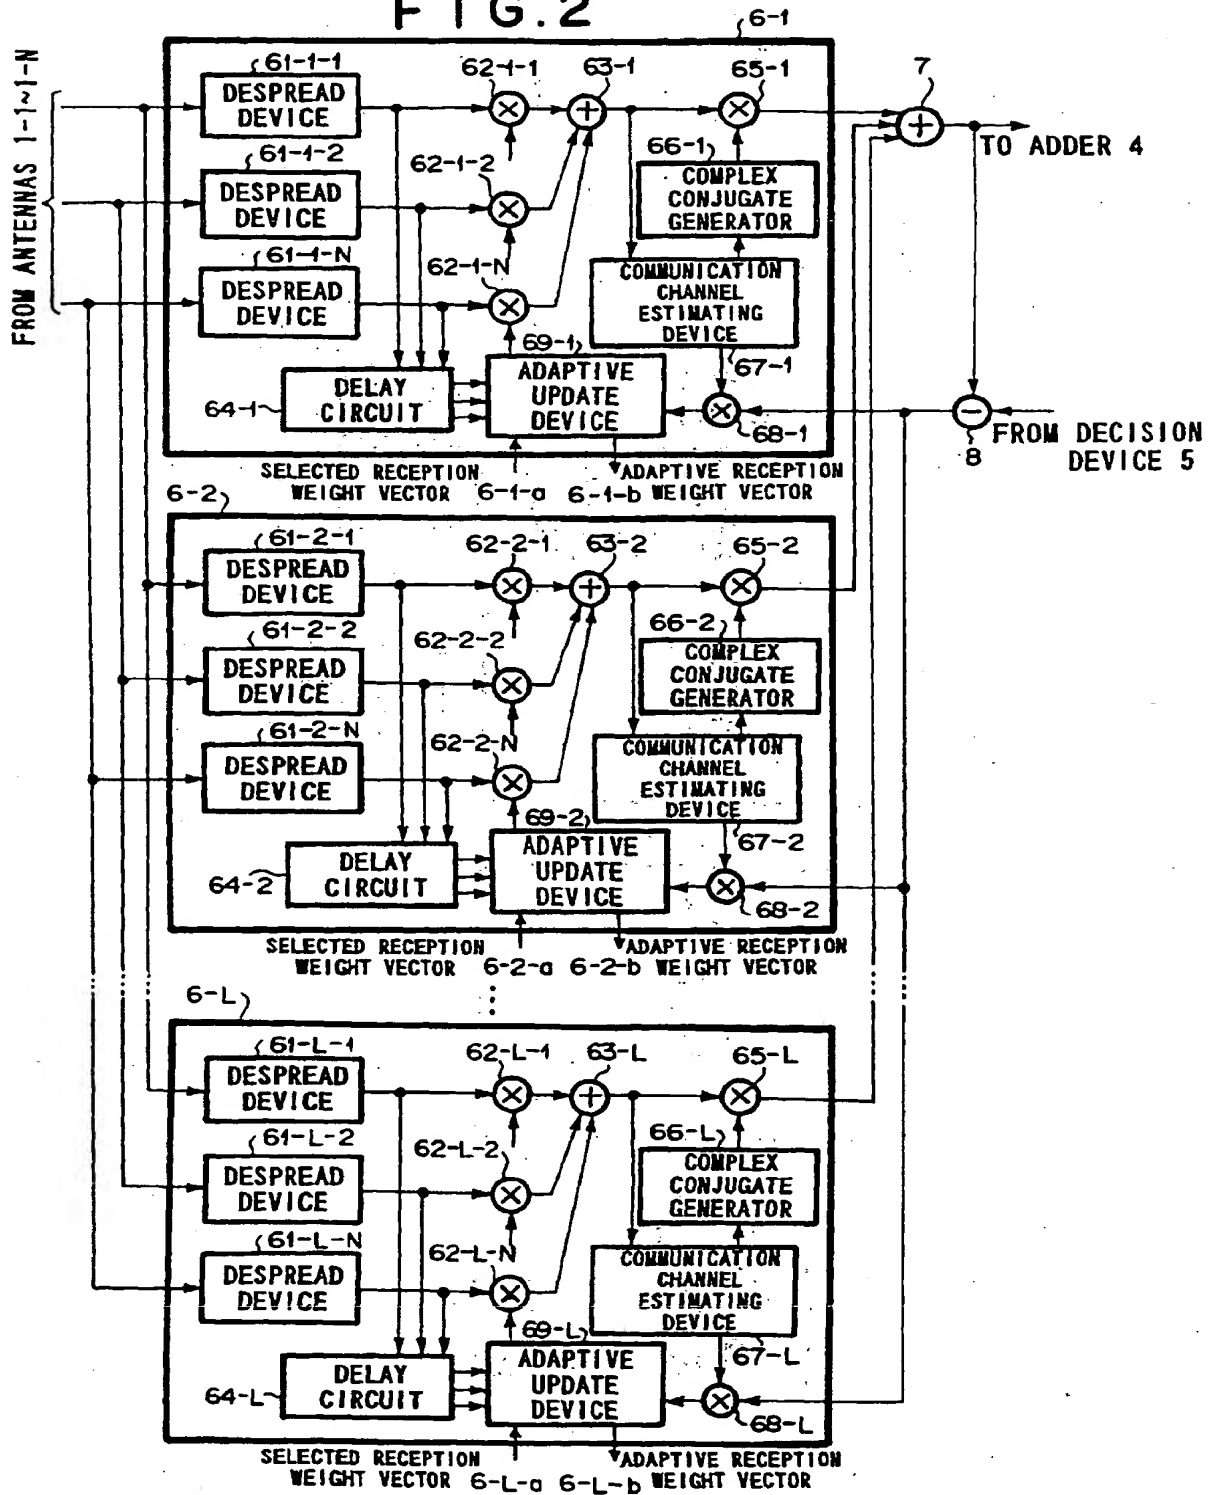 FIG.2
6-1
FROM ANTENNAS 1-1~1-N
61-1-1
DESPREAD
DEVICE
62-1-1
63-1
65-1
7
TO ADDER 4
61-1-2
DESPREAD
DEVICE
62-1-2
66-1
COMPLEX
CONJUGATE
GENERATOR
61-1-N
DESPREAD
DEVICE
62-1-N
COMMUNICATION
CHANNEL
ESTIMATING
DEVICE
67-1
64-1
DELAY
CIRCUIT
69-1
ADAPTIVE
UPDATE
DEVICE
68-1
8
FROM DECISION
DEVICE 5
SELECTED RECEPTION
WEIGHT VECTOR
6-1-a
6-1-b
ADAPTIVE RECEPTION
WEIGHT VECTOR
6-2
61-2-1
DESPREAD
DEVICE
62-2-1
63-2
65-2
61-2-2
DESPREAD
DEVICE
62-2-2
66-2
COMPLEX
CONJUGATE
GENERATOR
61-2-N
DESPREAD
DEVICE
62-2-N
COMMUNICATION
CHANNEL
ESTIMATING
DEVICE
67-2
64-2
DELAY
CIRCUIT
69-2
ADAPTIVE
UPDATE
DEVICE
68-2
SELECTED RECEPTION
WEIGHT VECTOR
6-2-a
6-2-b
ADAPTIVE RECEPTION
WEIGHT VECTOR
6-L
61-L-1
DESPREAD
DEVICE
62-L-1
63-L
65-L
61-L-2
DESPREAD
DEVICE
62-L-2
66-L
COMPLEX
CONJUGATE
GENERATOR
61-L-N
DESPREAD
DEVICE
62-L-N
COMMUNICATION
CHANNEL
ESTIMATING
DEVICE
67-L
64-L
DELAY
CIRCUIT
69-L
ADAPTIVE
UPDATE
DEVICE
68-L
SELECTED RECEPTION
WEIGHT VECTOR
6-L-a
6-L-b
ADAPTIVE RECEPTION
WEIGHT VECTOR